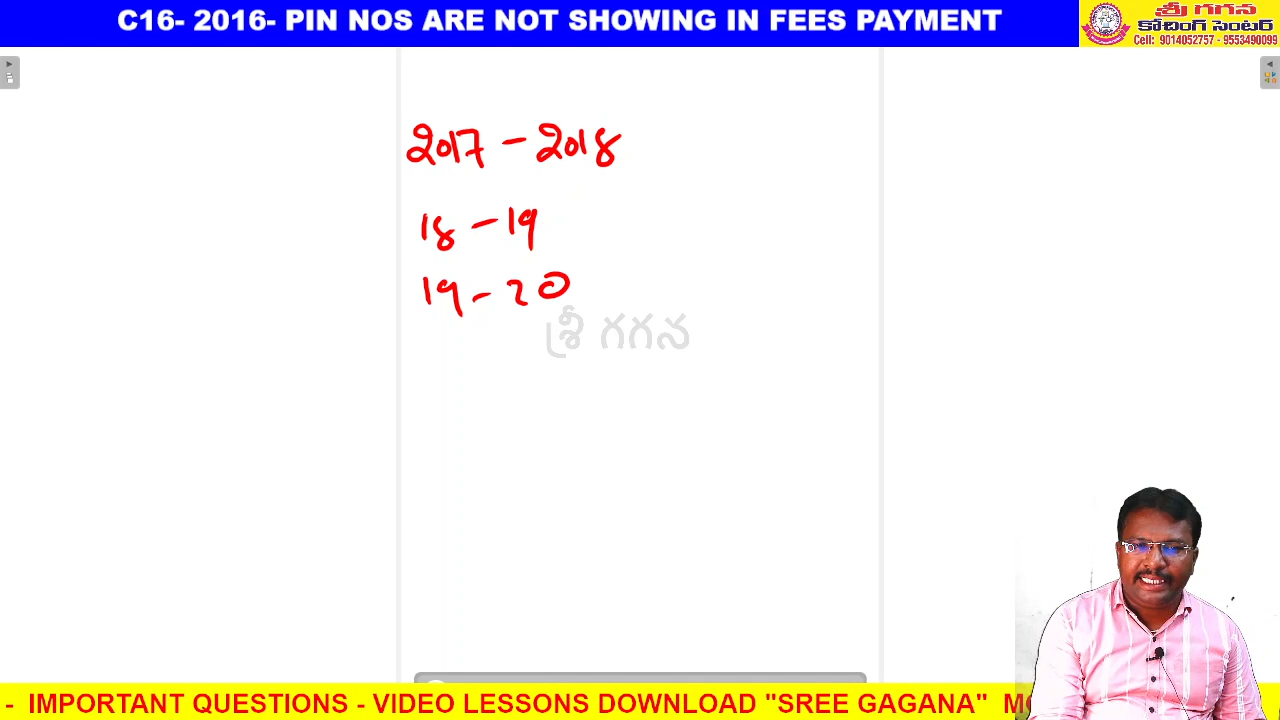 C16- 2016- PIN NOS ARE NOT SHOWING IN FEES PAYMENT
శ్రీ గగన
కోచింగ్ సెంటర్
Cell: 9014052757 - 9553490099
2017 - 2018
18 - 19
19 - 20
శ్రీ గగన
- IMPORTANT QUESTIONS - VIDEO LESSONS DOWNLOAD "SREE GAGANA"